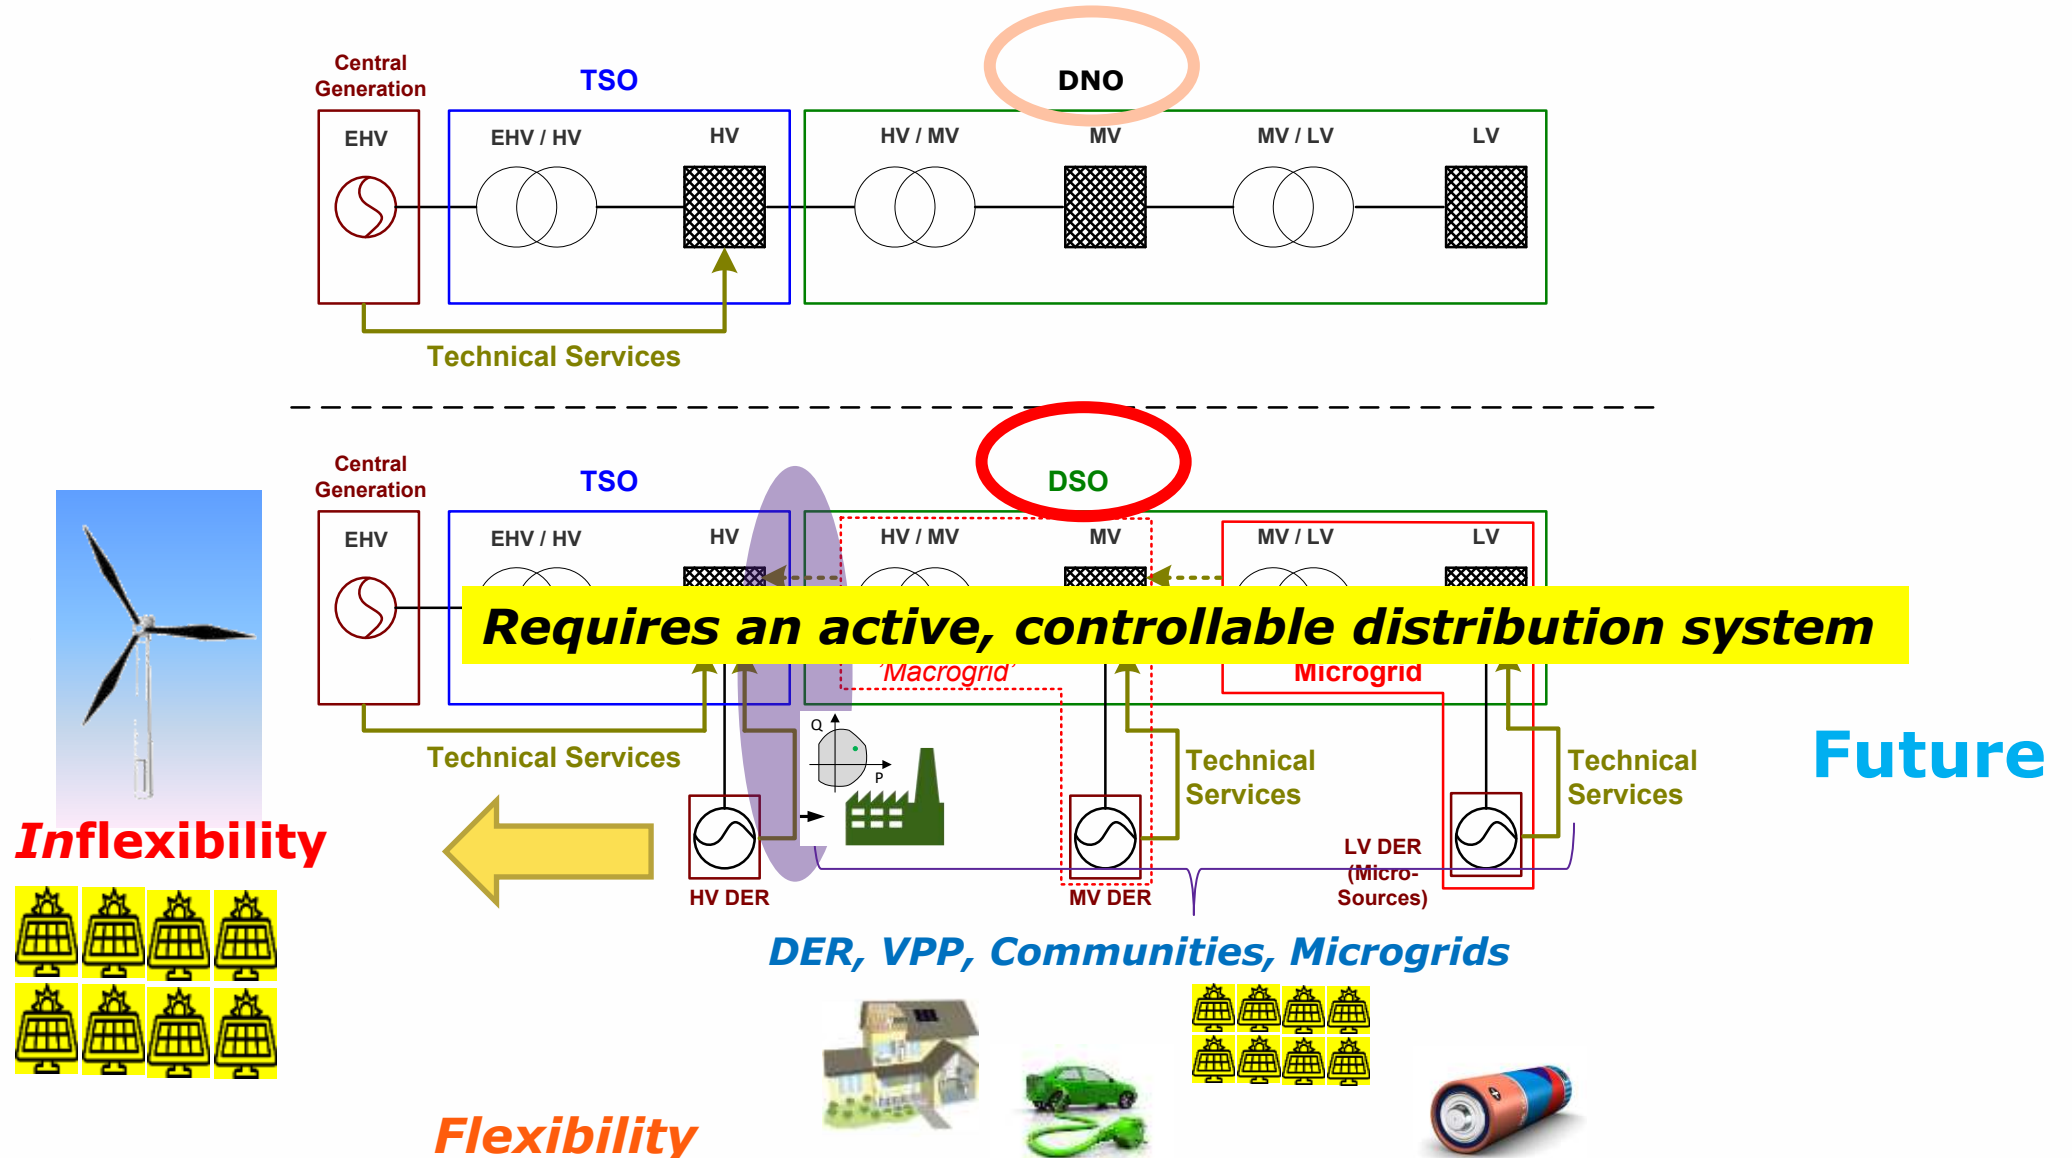 Central
Generation
TSO
DNO
EHV
EHV / HV
HV
HV / MV
MV
MV / LV
LV
Technical Services
Central
Generation
TSO
DSO
EHV
EHV / HV
HV
HV / MV
MV
MV / LV
LV
Requires an active, controllable distribution system
'Macrogrid'
Microgrid
Technical Services
Q
P
Technical
Services
Technical
Services
Future
Inflexibility
HV DER
MV DER
LV DER
(Micro-
Sources)
DER, VPP, Communities, Microgrids
Flexibility